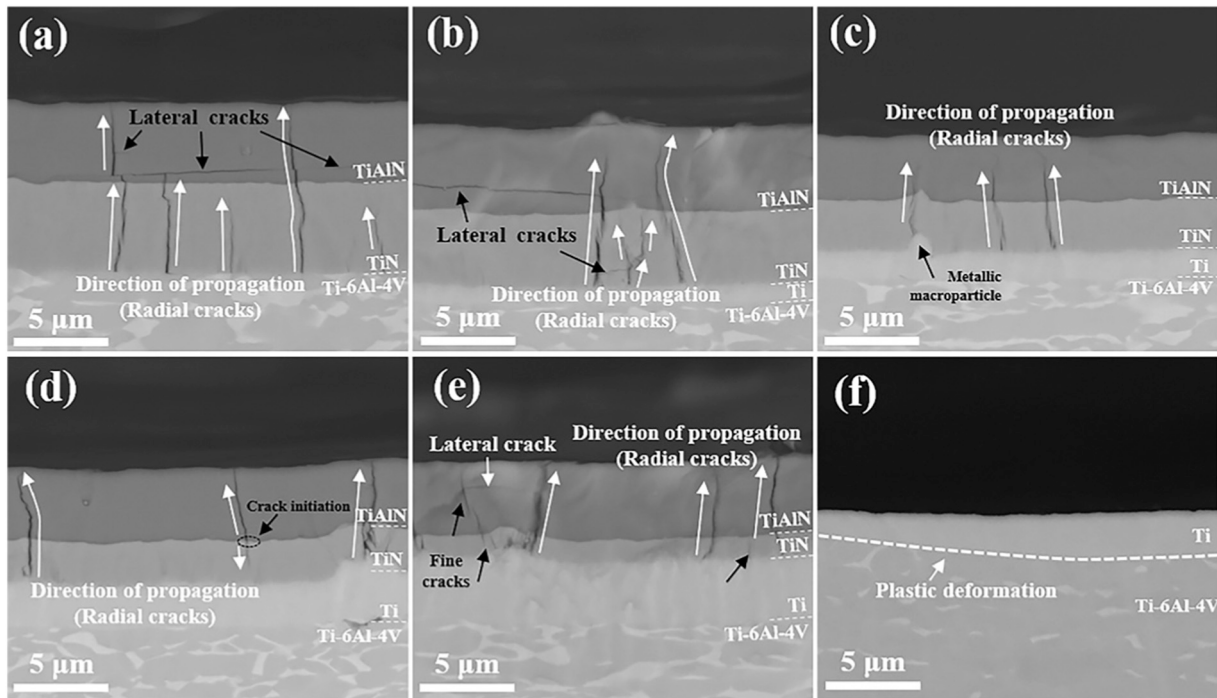 (a)
Lateral cracks
TiAlN
TiN
Direction of propagation
(Radial cracks)
Ti-6Al-4V
5 μm
(b)
TiAlN
Lateral cracks
TiN
Direction of propagation
(Radial cracks)
Ti
Ti-6Al-4V
5 μm
(c)
Direction of propagation
(Radial cracks)
TiAlN
TiN
Ti
Metallic
macroparticle
Ti-6Al-4V
5 μm
(d)
Crack initiation
TiAlN
TiN
Direction of propagation
(Radial cracks)
Ti
Ti-6Al-4V
5 μm
(e)
Lateral crack
Direction of propagation
(Radial cracks)
TiAlN
TiN
Fine
cracks
Ti
Ti-6Al-4V
5 μm
(f)
Ti
Plastic deformation
Ti-6Al-4V
5 μm